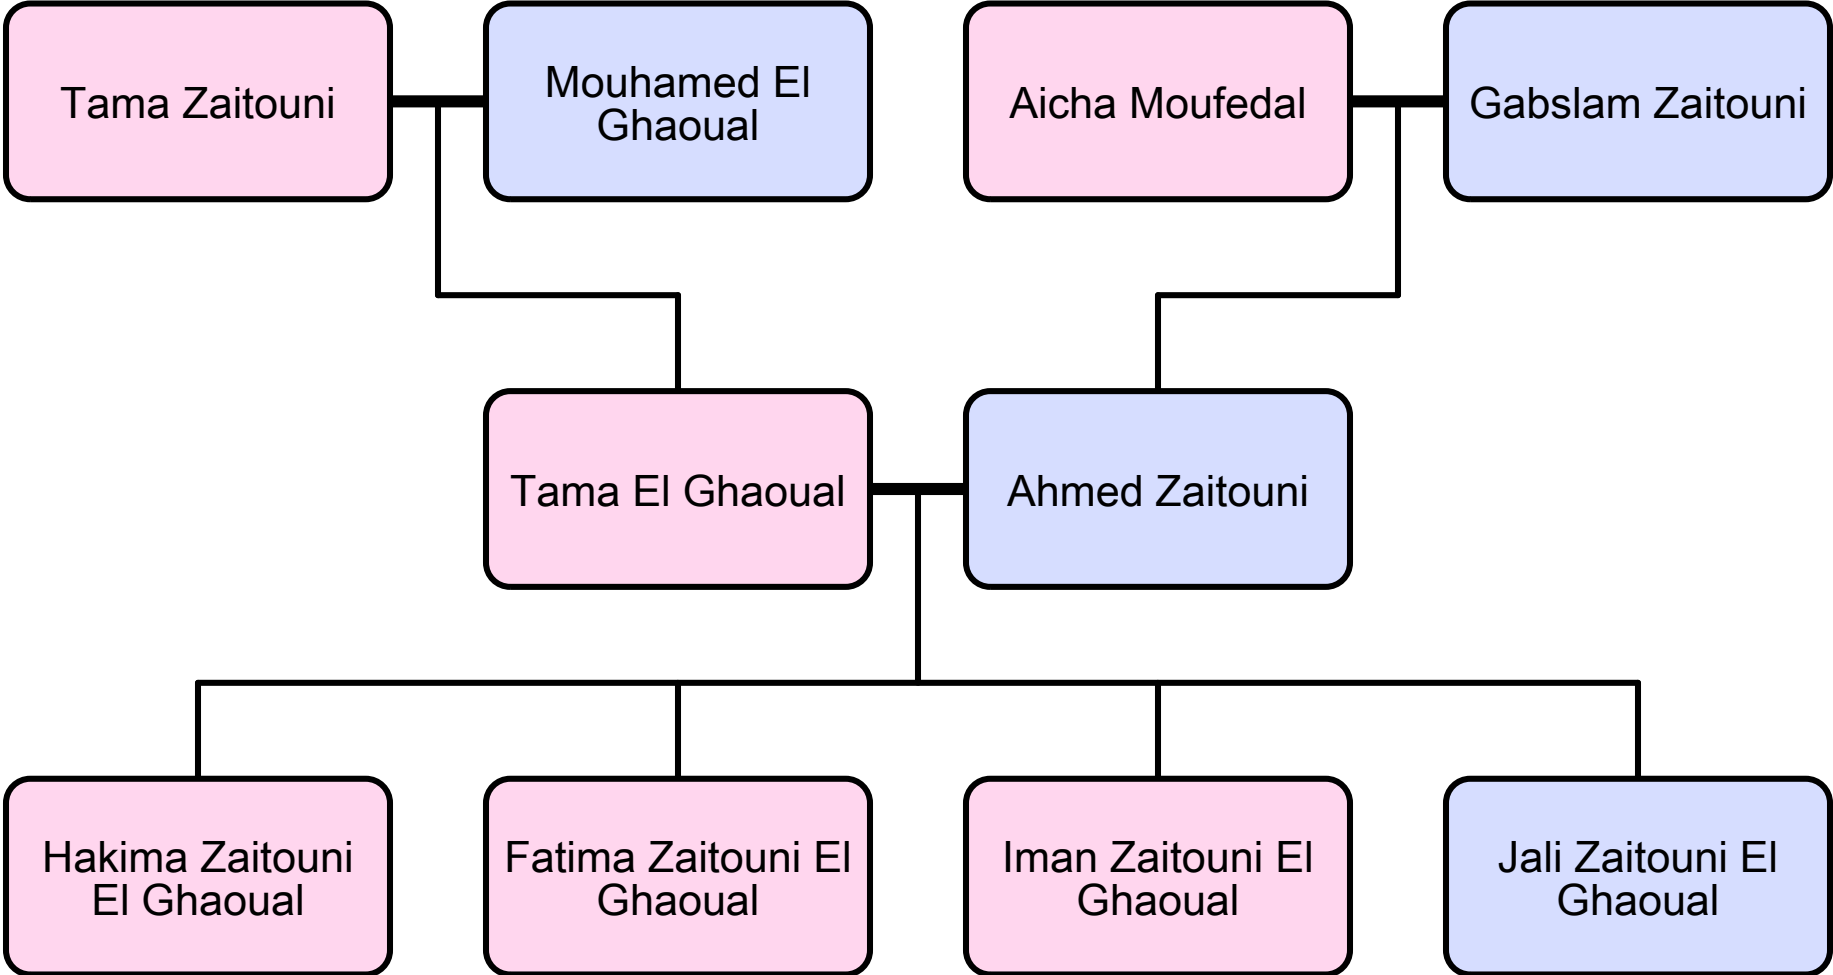 Tama Zaitouni
Mouhamed El
Ghaoual
Aicha Moufedal
Gabslam Zaitouni
Tama El Ghaoual
Ahmed Zaitouni
Hakima Zaitouni
El Ghaoual
Fatima Zaitouni El
Ghaoual
Iman Zaitouni El
Ghaoual
Jali Zaitouni El
Ghaoual